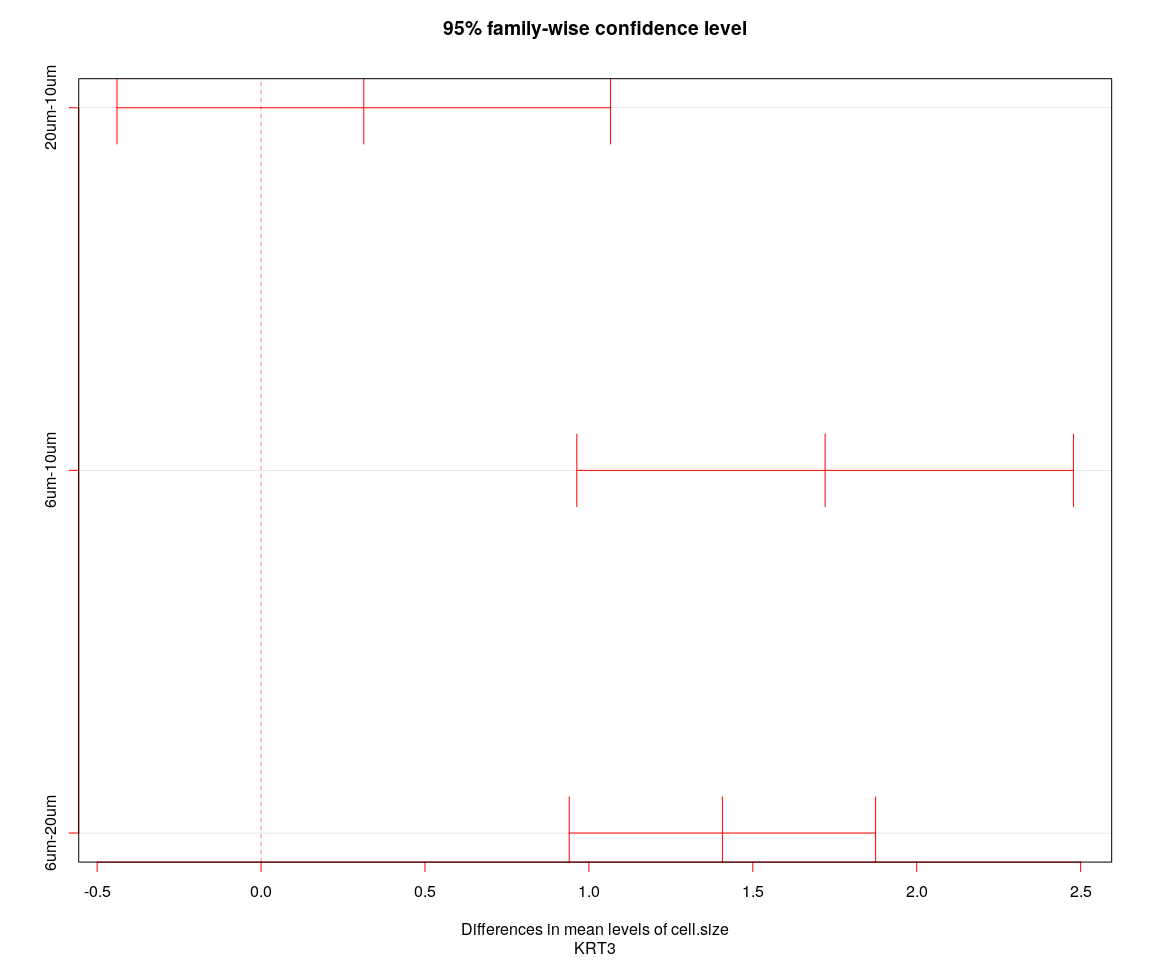 95% family-wise confidence level
20um-10um
6um-10um
6um-20um
-0.5 0.0 0.5 1.0 1.5 2.0 2.5
Differences in mean levels of cell.size
KRT3